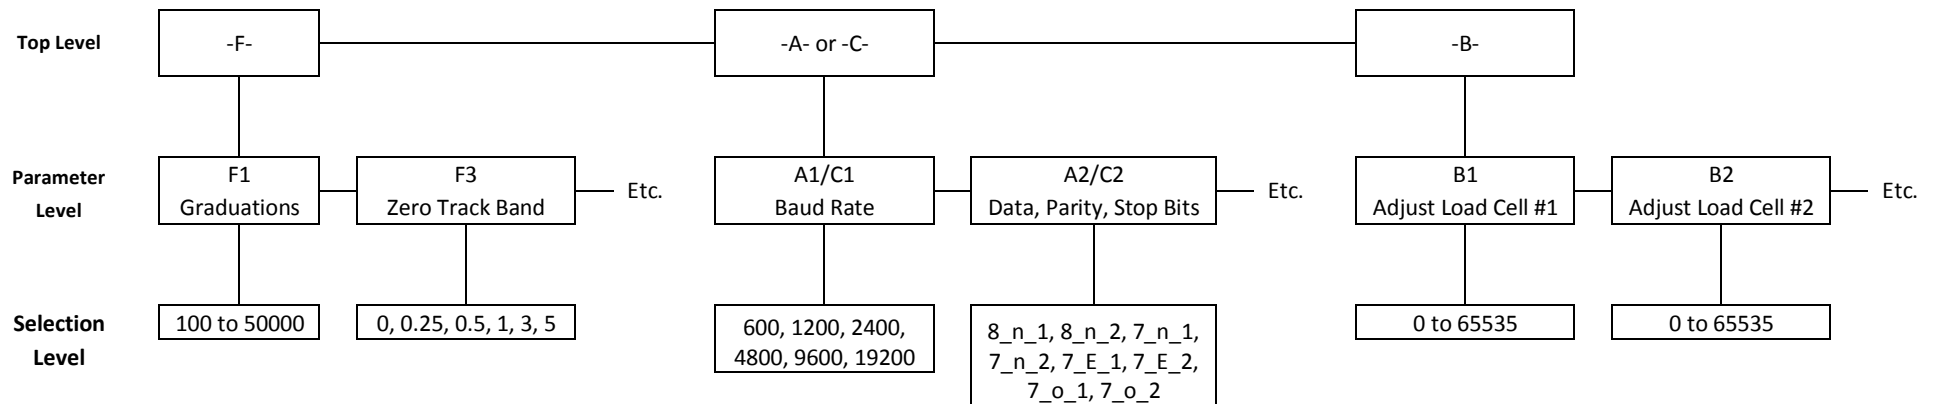 Top Level
-F-
-A- or -C-
-B-
Parameter
Level
F1
Graduations
F3
Zero Track Band
Etc.
A1/C1
Baud Rate
A2/C2
Data, Parity, Stop Bits
Etc.
B1
Adjust Load Cell #1
B2
Adjust Load Cell #2
Etc.
Selection
Level
100 to 50000
0, 0.25, 0.5, 1, 3, 5
600, 1200, 2400,
4800, 9600, 19200
8_n_1, 8_n_2, 7_n_1,
7_n_2, 7_E_1, 7_E_2,
7_o_1, 7_o_2
0 to 65535
0 to 65535